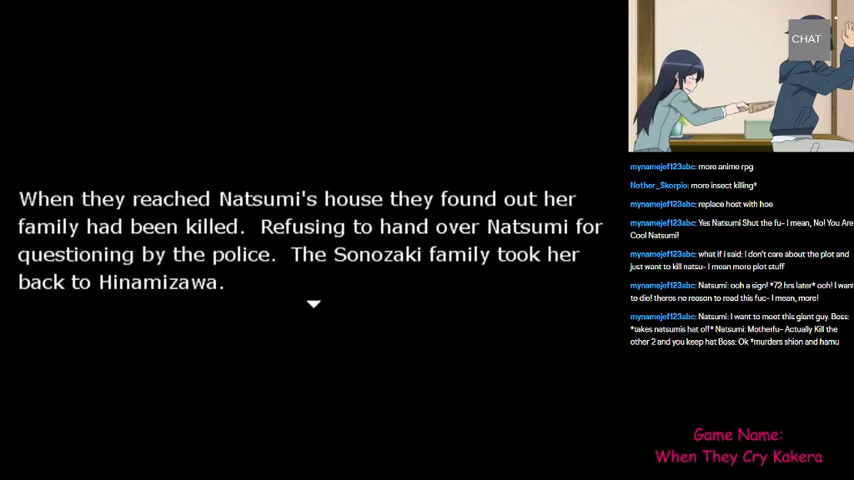 When they reached Natsumi's house they found out her
family had been killed.  Refusing to hand over Natsumi for
questioning by the police.  The Sonozaki family took her
back to Hinamizawa.
CHAT
mynamejef123abc: more anime rpg
Nether_Skorpio: more insect killing*
mynamejef123abc: replace host with hoe
mynamejef123abc: Yes Natsumi Shut the fu- I mean, No! You Are
Cool Natsumi!
mynamejef123abc: what if i said: I don't care about the plot and
just want to kill natsu- I mean more plot stuff
mynamejef123abc: Natsumi: ooh a sign! *72 hrs later* ooh! I want
to die! theres no reason to read this fuc- I mean, more!
mynamejef123abc: Natsumi: I want to meet this giant guy. Boss:
*takes natsumis hat off* Natsumi: Motherfu- Actually Kill the
other 2 and you keep hat Boss: Ok *murders shion and hamu
Game Name:
When They Cry Kakera